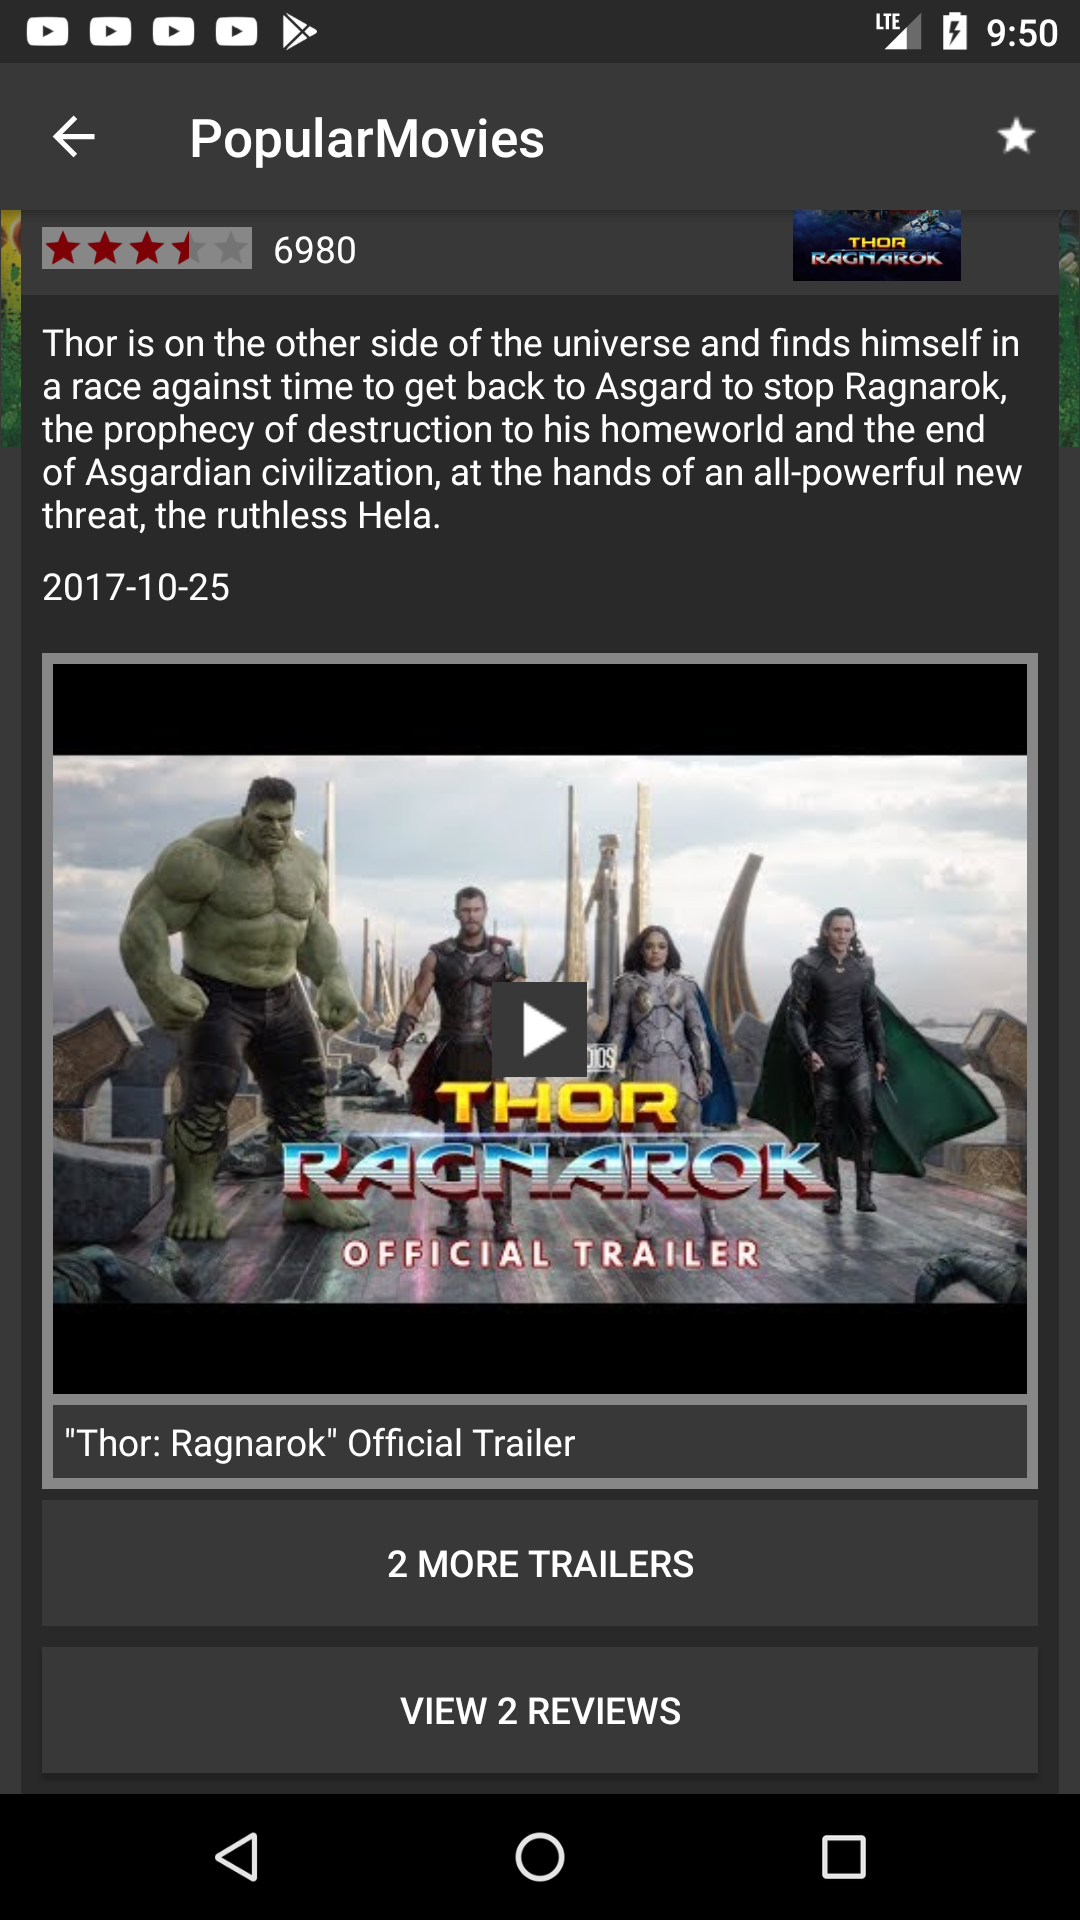 LTE 9:50
PopularMovies
6980
THOR
RAGNAROK
Thor is on the other side of the universe and finds himself in
a race against time to get back to Asgard to stop Ragnarok,
the prophecy of destruction to his homeworld and the end
of Asgardian civilization, at the hands of an all-powerful new
threat, the ruthless Hela.
2017-10-25
THOR
RAGNAROK
OFFICIAL TRAILER
"Thor: Ragnarok" Official Trailer
2 MORE TRAILERS
VIEW 2 REVIEWS